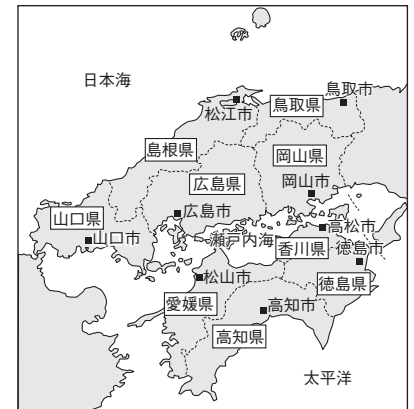 日本海
鳥取市
松江市
鳥取県
島根県
岡山県
広島県
岡山市
山口県
広島市
高松市
山口市
瀬戸内海
香川県
徳島市
松山市
徳島県
愛媛県
高知市
高知県
太平洋